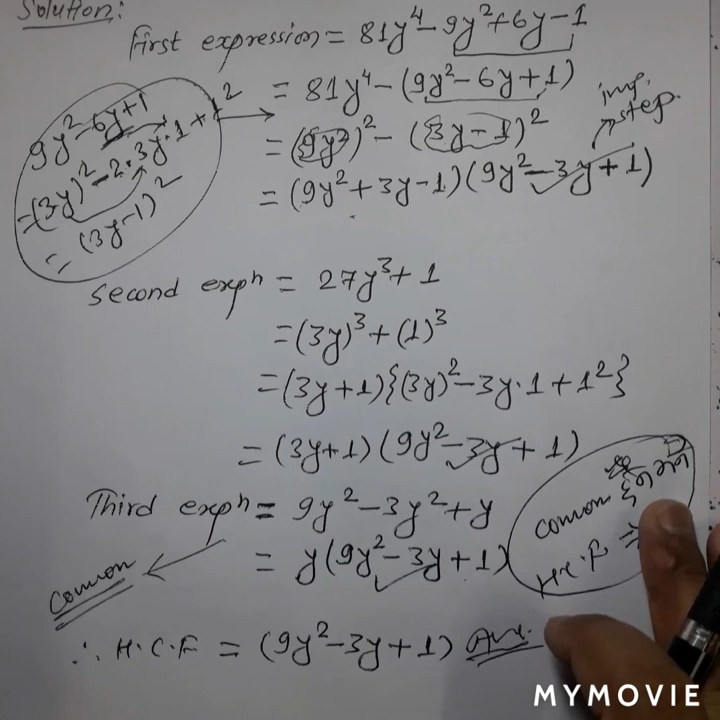 Solution:
First expression = 81y⁴ - 9y² + 6y - 1
= 81y⁴ - (9y² - 6y + 1)
= (9y²)² - (3y - 1)²
imp. step.
= (9y² + 3y - 1)(9y² - 3y + 1)
9y² - 6y + 1
= (3y)² - 2·3y·1 + 1²
= (3y - 1)²
Second expⁿ = 27y³ + 1
= (3y)³ + (1)³
= (3y + 1){(3y)² - 3y·1 + 1²}
= (3y + 1)(9y² - 3y + 1)
Third expⁿ = 9y² - 3y² + y
= y(9y² - 3y + 1)
Common
common
H.C.F ⇒
∴ H.C.F = (9y² - 3y + 1) Ans.
MYMOVIE